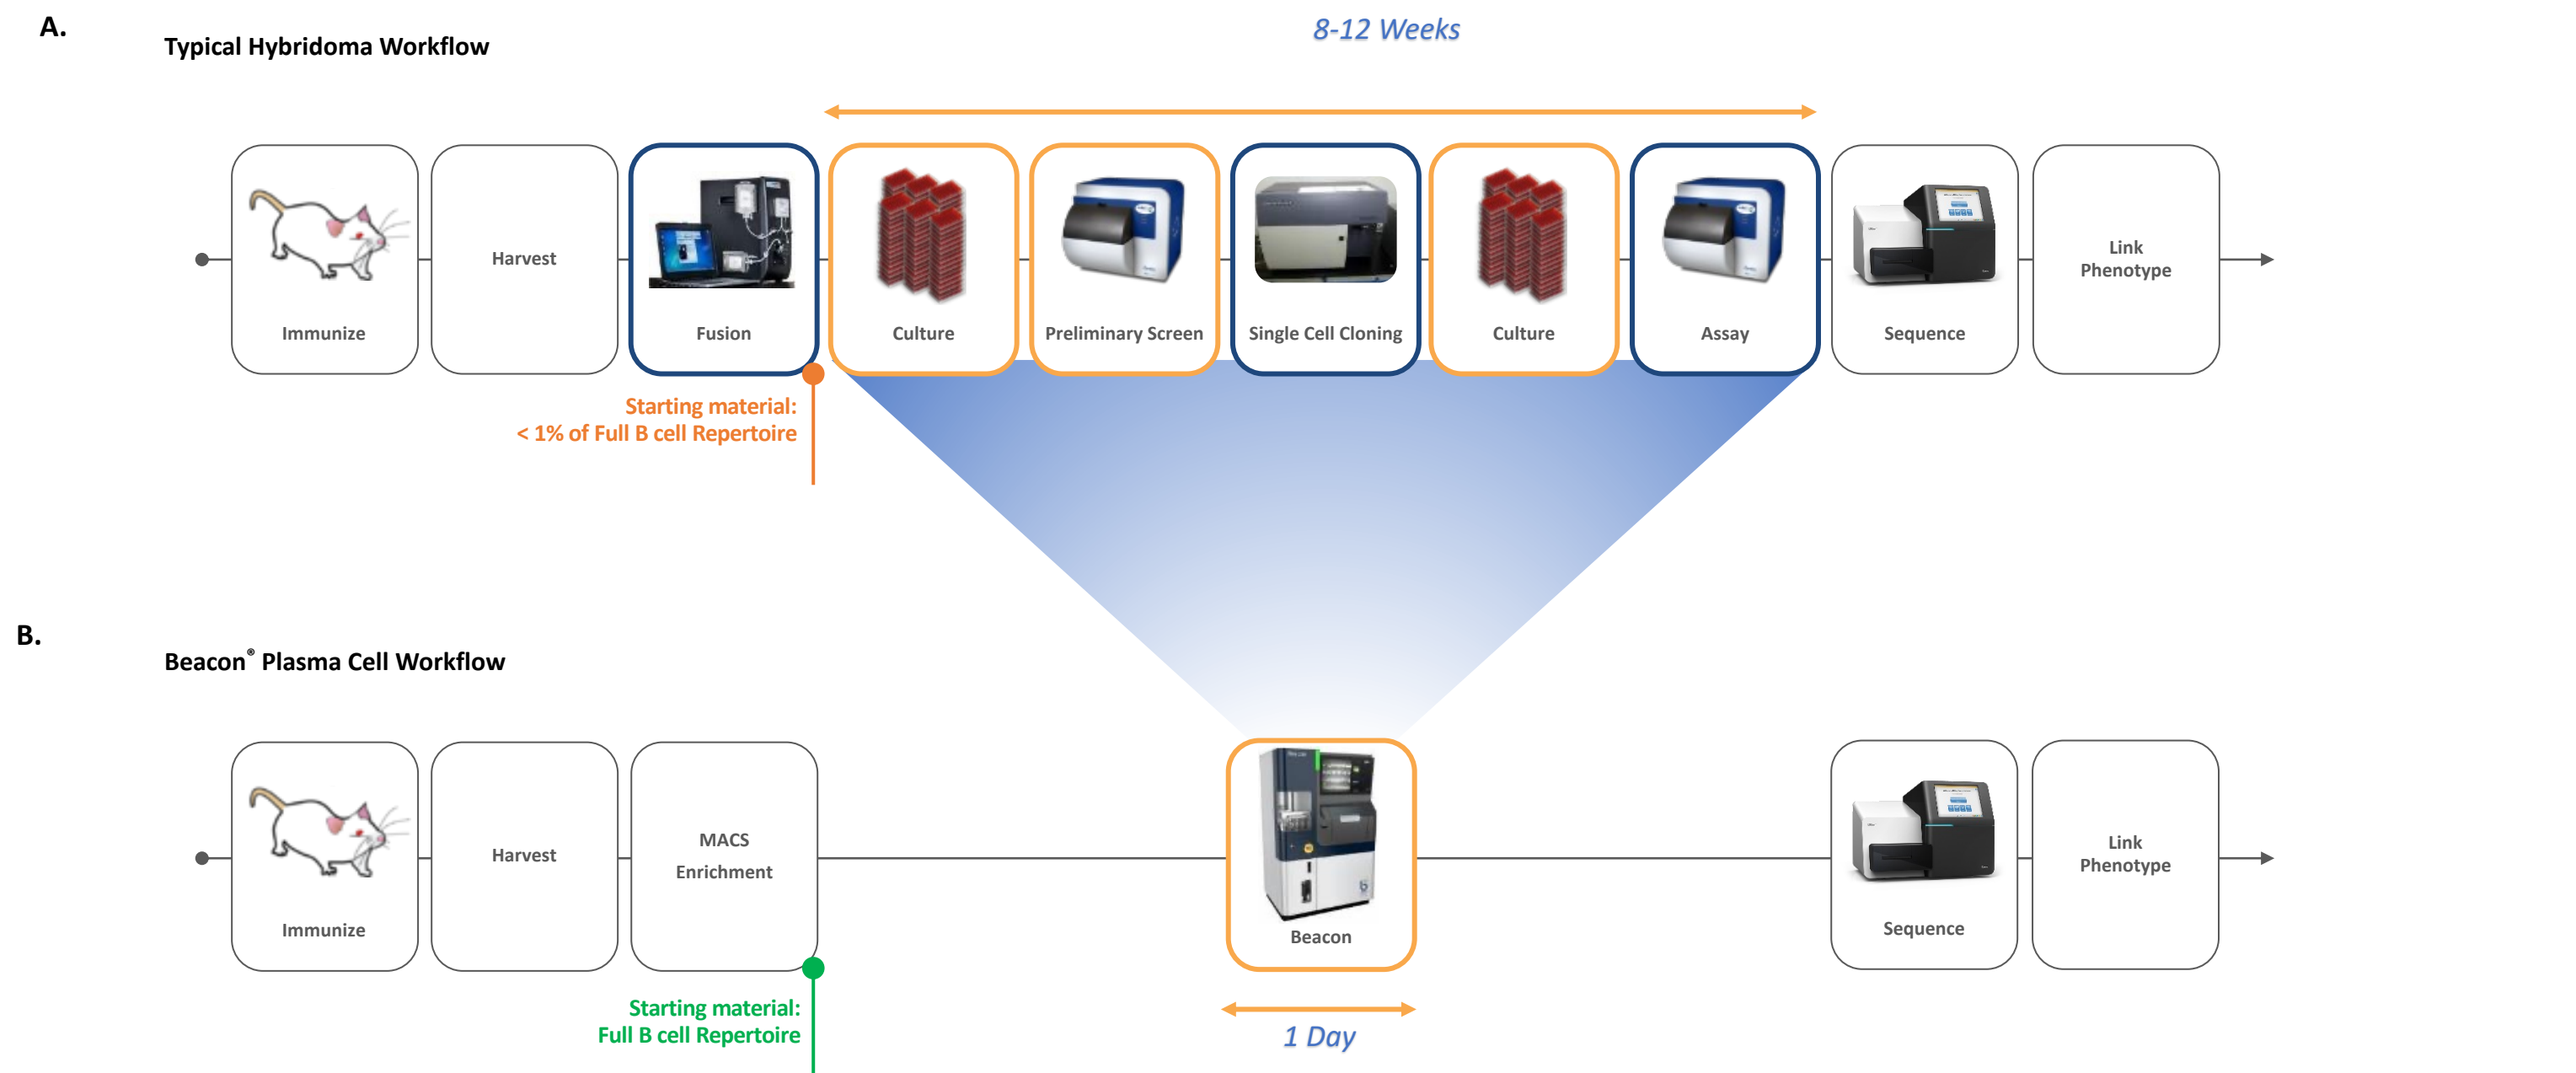 A.
Typical Hybridoma Workflow
8-12 Weeks
Immunize
Harvest
Fusion
Culture
Preliminary Screen
Single Cell Cloning
Culture
Assay
Sequence
Link
Phenotype
Starting material:
< 1% of Full B cell Repertoire
B.
Beacon® Plasma Cell Workflow
Immunize
Harvest
MACS
Enrichment
Beacon
Sequence
Link
Phenotype
Starting material:
Full B cell Repertoire
1 Day